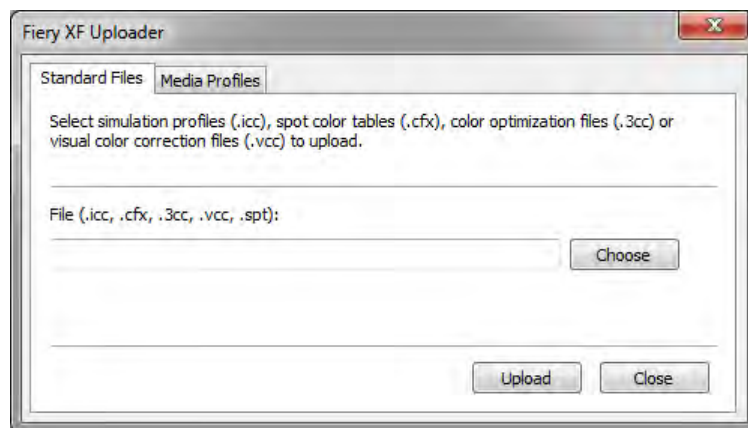 Fiery XF Uploader
Standard Files
Media Profiles
Select simulation profiles (.icc), spot color tables (.cfx), color optimization files (.3cc) or
visual color correction files (.vcc) to upload.
File (.icc, .cfx, .3cc, .vcc, .spt):
Choose
Upload
Close